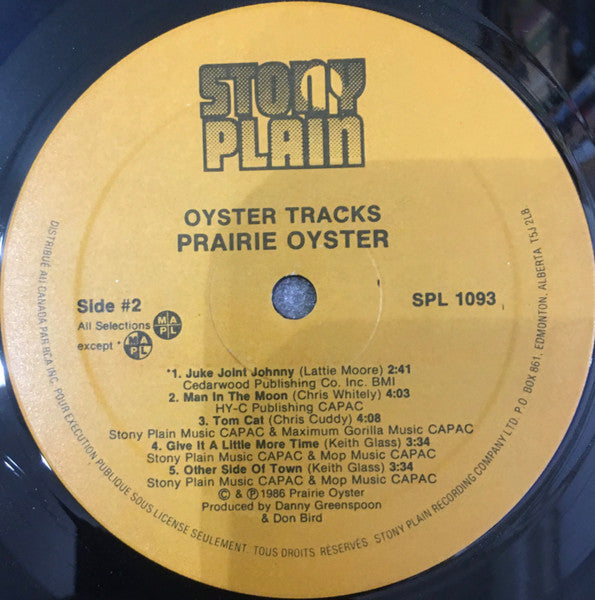 STONY
PLAIN
OYSTER TRACKS
PRAIRIE OYSTER
Side #2
All Selections M A P L
except * M A P L
SPL 1093
*1. Juke Joint Johnny (Lattie Moore) 2:41
Cedarwood Publishing Co. Inc. BMI
2. Man In The Moon (Chris Whitely) 4:03
HY-C Publishing CAPAC
3. Tom Cat (Chris Cuddy) 4:08
Stony Plain Music CAPAC & Maximum Gorilla Music CAPAC
4. Give It A Little More Time (Keith Glass) 3:34
Stony Plain Music CAPAC & Mop Music CAPAC
5. Other Side Of Town (Keith Glass) 3:34
Stony Plain Music CAPAC & Mop Music CAPAC
© & ℗ 1986 Prairie Oyster
Produced by Danny Greenspoon
& Don Bird
DISTRIBUÉ AU CANADA PAR RCA INC. POUR EXÉCUTION PUBLIQUE SOUS LICENSE SEULEMENT. TOUS DROITS RÉSERVÉS STONY PLAIN RECORDING COMPANY LTD. P.O. BOX 861, EDMONTON, ALBERTA T5J 2L8